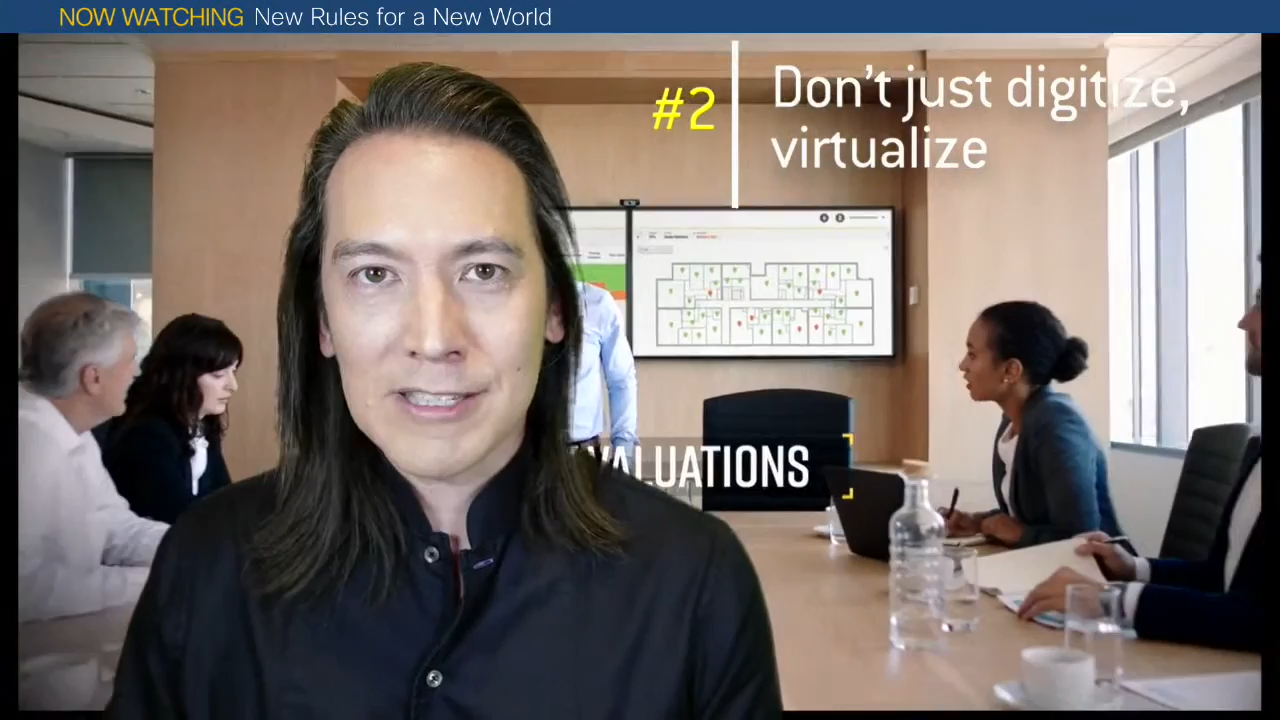 NOW WATCHING New Rules for a New World
#2
Don't just digitize,
virtualize
VALUATIONS